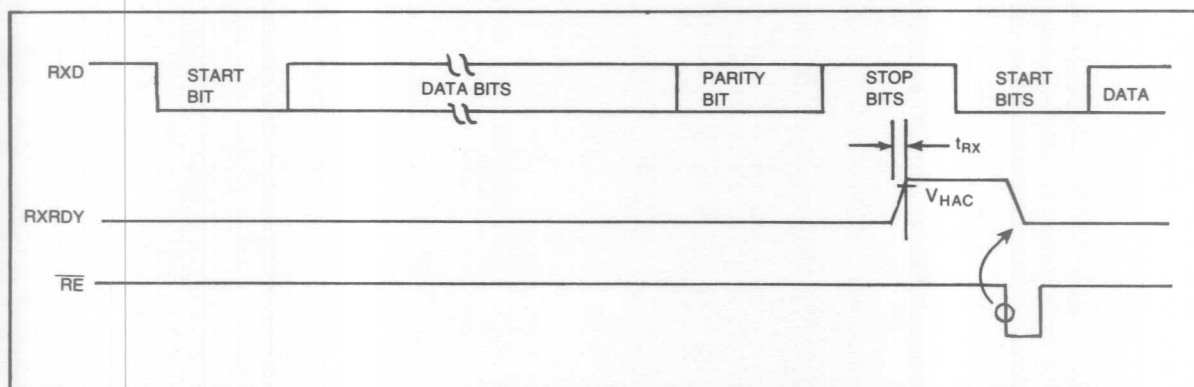 RXD
START
BIT
DATA BITS
PARITY
BIT
STOP
BITS
START
BITS
DATA
tRX
VHAC
RXRDY
RE